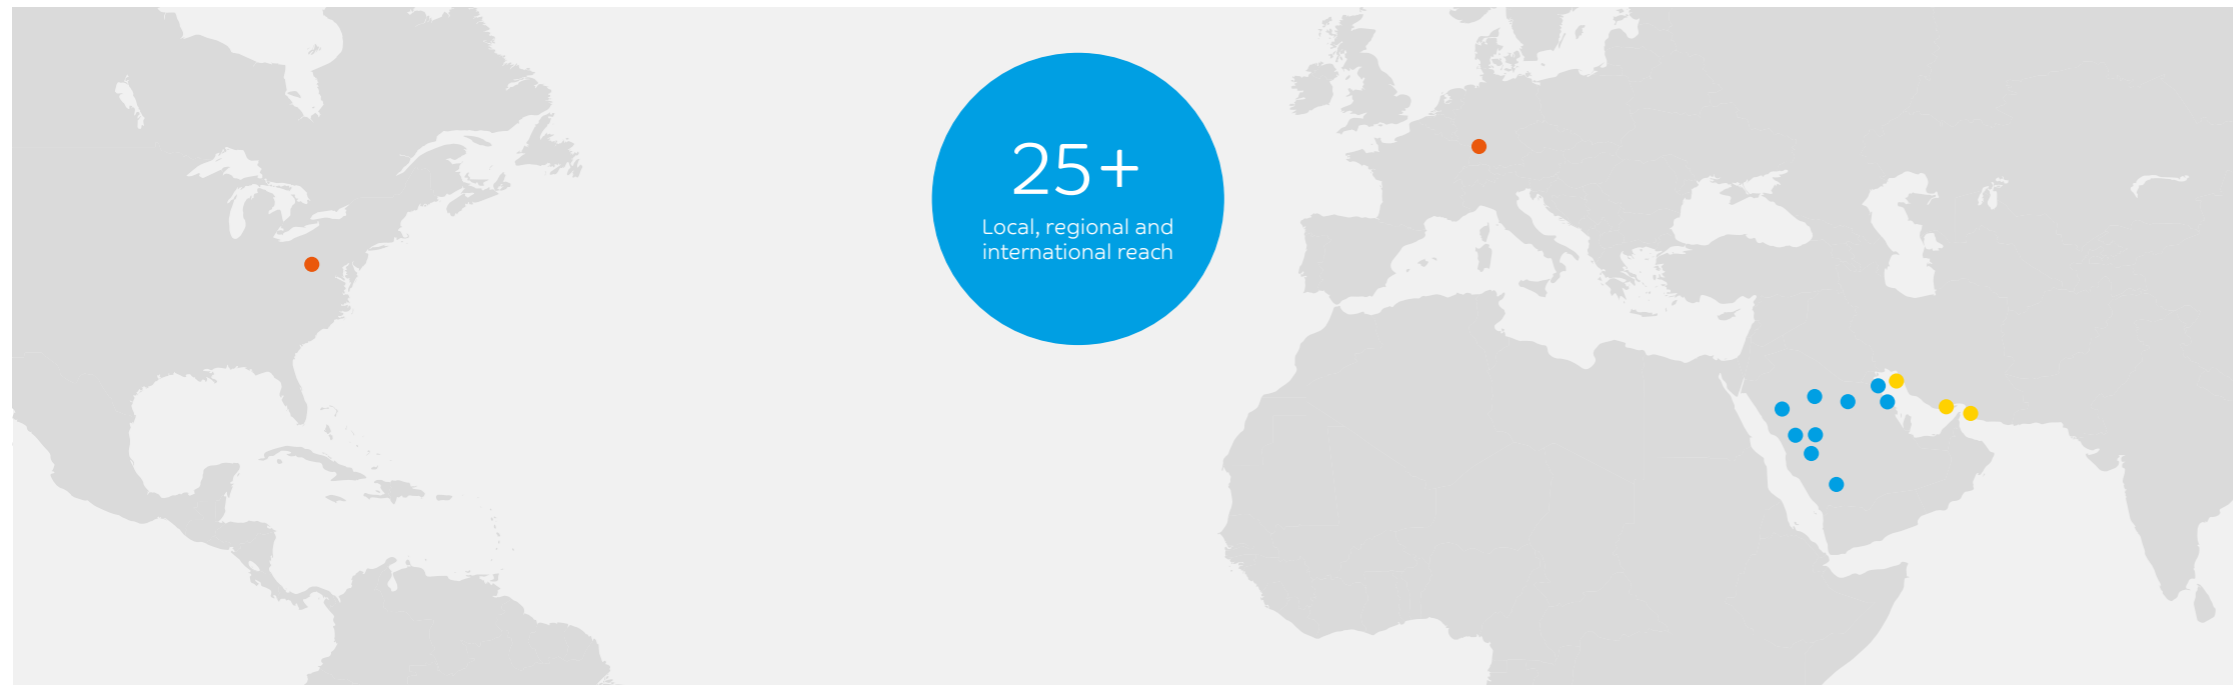 25+
Local, regional and
international reach